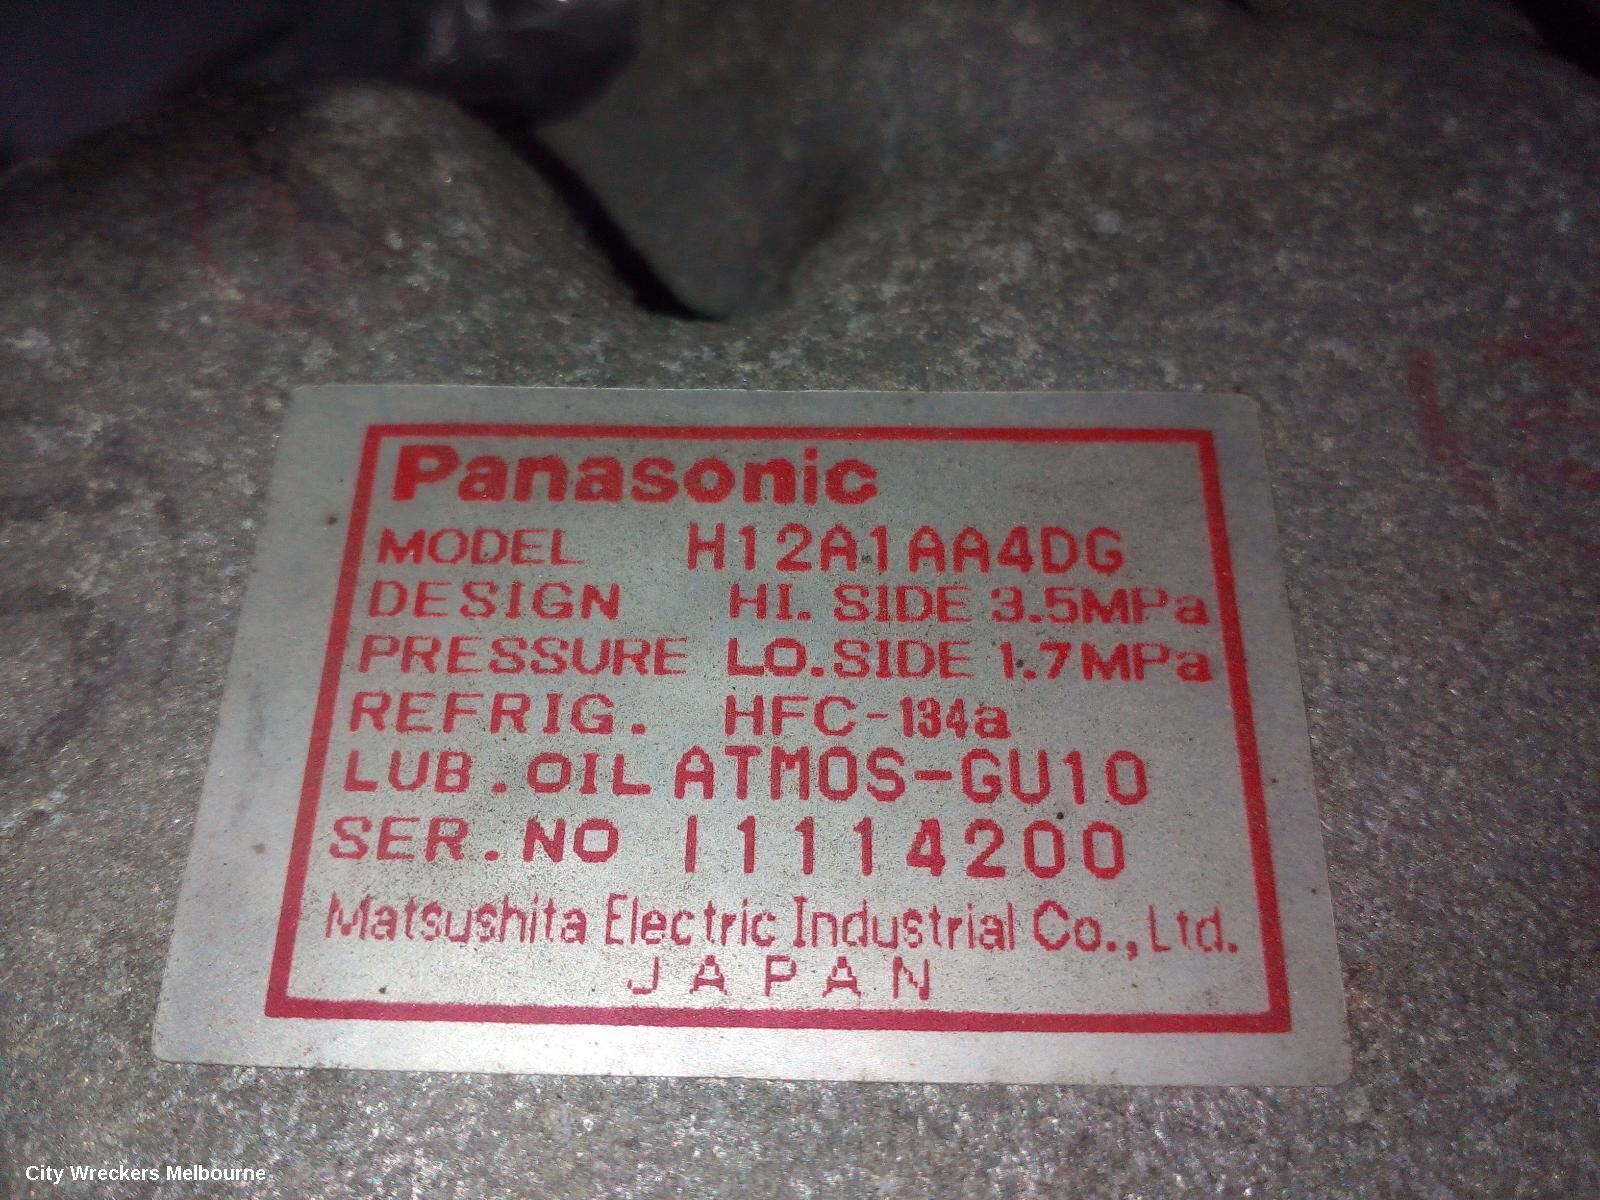 Panasonic
MODEL H12A1AA4DG
DESIGN HI. SIDE 3.5MPa
PRESSURE LO. SIDE 1.7MPa
REFRIG. HFC-134a
LUB. OIL ATMOS-GU10
SER. NO I1114200
Matsushita Electric Industrial Co., Ltd.
JAPAN
City Wreckers Melbourne